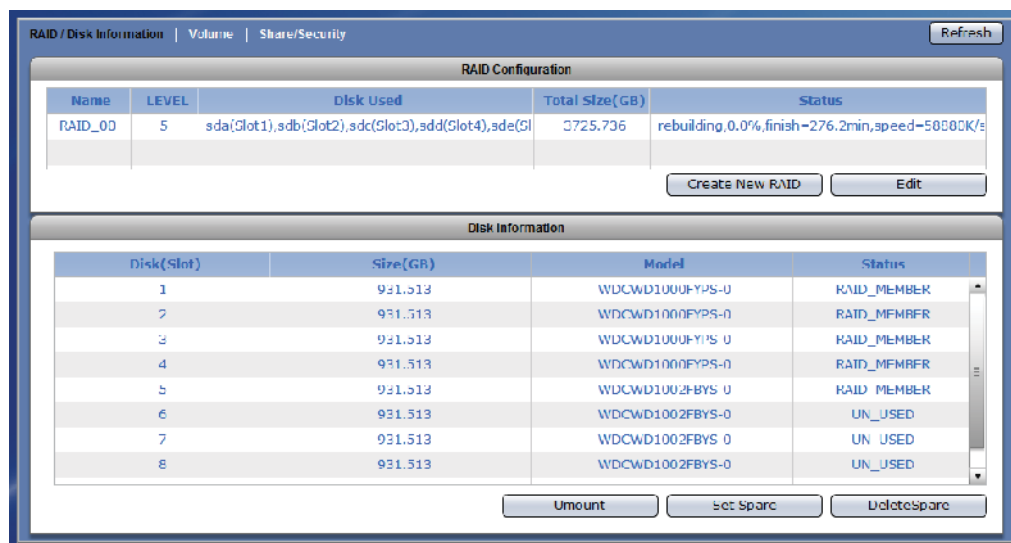 RAID / Disk Information | Volume | Share/Security Refresh
RAID Configuration
Name LEVEL Disk Used Total Size(GB) Status
RAID_00 5 sda(Slot1),sdb(Slot2),sdc(Slot3),sdd(Slot4),sde(Sl 3725.736 rebuilding,0.0%,finish=276.2min,speed=58880K/s
Create New RAID Edit
Disk Information
Disk(Slot) Size(GB) Model Status
1 931.513 WDCWD1000FYPS-0 RAID_MEMBER
2 931.513 WDCWD1000FYPS-0 RAID_MEMBER
3 931.513 WDCWD1000FYPS-0 RAID_MEMBER
4 931.513 WDCWD1000FYPS-0 RAID_MEMBER
5 931.513 WDCWD1002FBYS-0 RAID_MEMBER
6 931.513 WDCWD1002FBYS-0 UN_USED
7 931.513 WDCWD1002FBYS-0 UN_USED
8 931.513 WDCWD1002FBYS-0 UN_USED
Umount Set Spare DeleteSpare